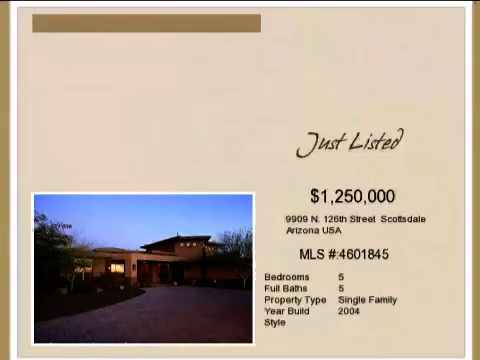 Just Listed
$1,250,000
9909 N. 126th Street Scottsdale
Arizona USA
MLS #:4601845
Bedrooms 5
Full Baths 5
Property Type Single Family
Year Build 2004
Style